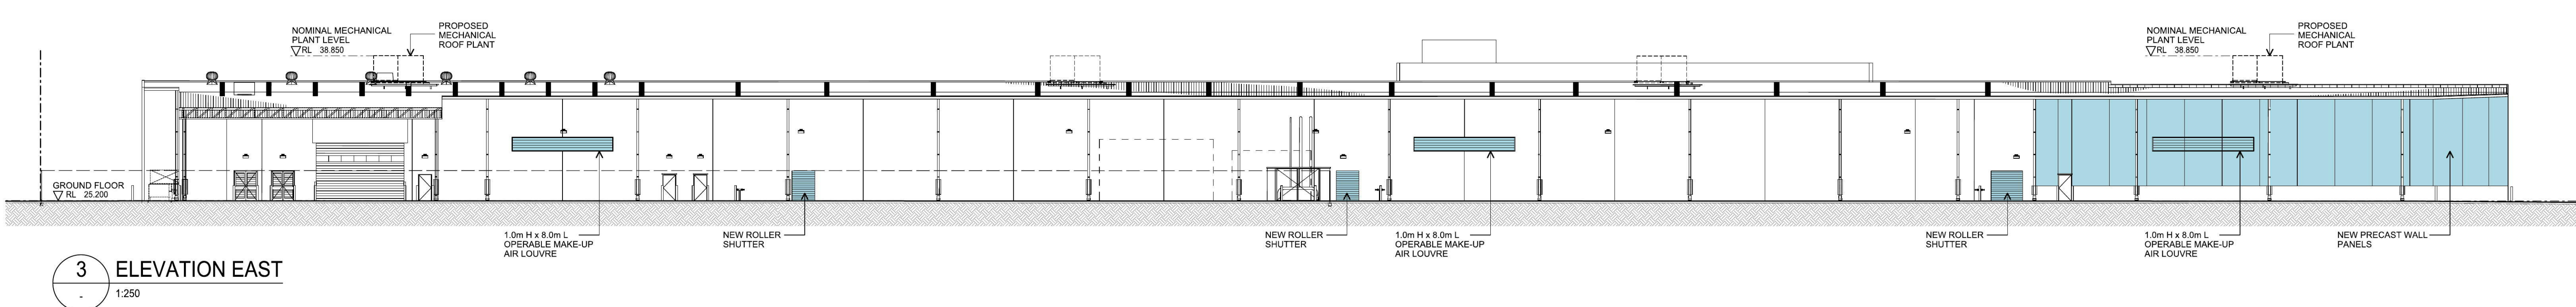 NOMINAL MECHANICAL
PLANT LEVEL
RL 38.850
PROPOSED
MECHANICAL
ROOF PLANT
NOMINAL MECHANICAL
PLANT LEVEL
RL 38.850
PROPOSED
MECHANICAL
ROOF PLANT
GROUND FLOOR
RL 25.200
1.0m H x 8.0m L
OPERABLE MAKE-UP
AIR LOUVRE
NEW ROLLER
SHUTTER
NEW ROLLER
SHUTTER
1.0m H x 8.0m L
OPERABLE MAKE-UP
AIR LOUVRE
NEW ROLLER
SHUTTER
1.0m H x 8.0m L
OPERABLE MAKE-UP
AIR LOUVRE
NEW PRECAST WALL
PANELS
3 ELEVATION EAST
- 1:250